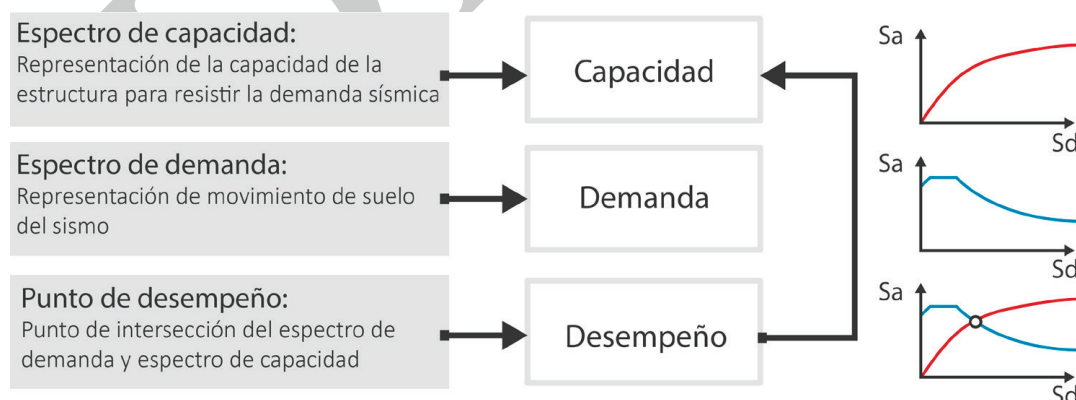 Espectro de capacidad:
Representación de la capacidad de la
estructura para resistir la demanda sísmica
Capacidad
Sa
Sd
Espectro de demanda:
Representación de movimiento de suelo
del sismo
Demanda
Sa
Sd
Punto de desempeño:
Punto de intersección del espectro de
demanda y espectro de capacidad
Desempeño
Sa
Sd